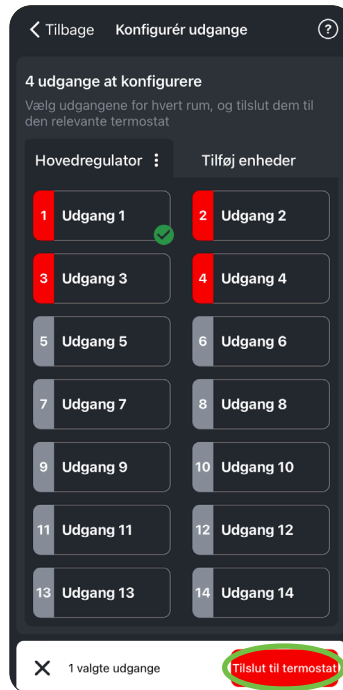 Tilbage Konfigurér udgange ?
4 udgange at konfigurere
Vælg udgangene for hvert rum, og tilslut dem til
den relevante termostat
Hovedregulator Tilføj enheder
1 Udgang 1 2 Udgang 2
3 Udgang 3 4 Udgang 4
5 Udgang 5 6 Udgang 6
7 Udgang 7 8 Udgang 8
9 Udgang 9 10 Udgang 10
11 Udgang 11 12 Udgang 12
13 Udgang 13 14 Udgang 14
1 valgte udgange Tilslut til termostat